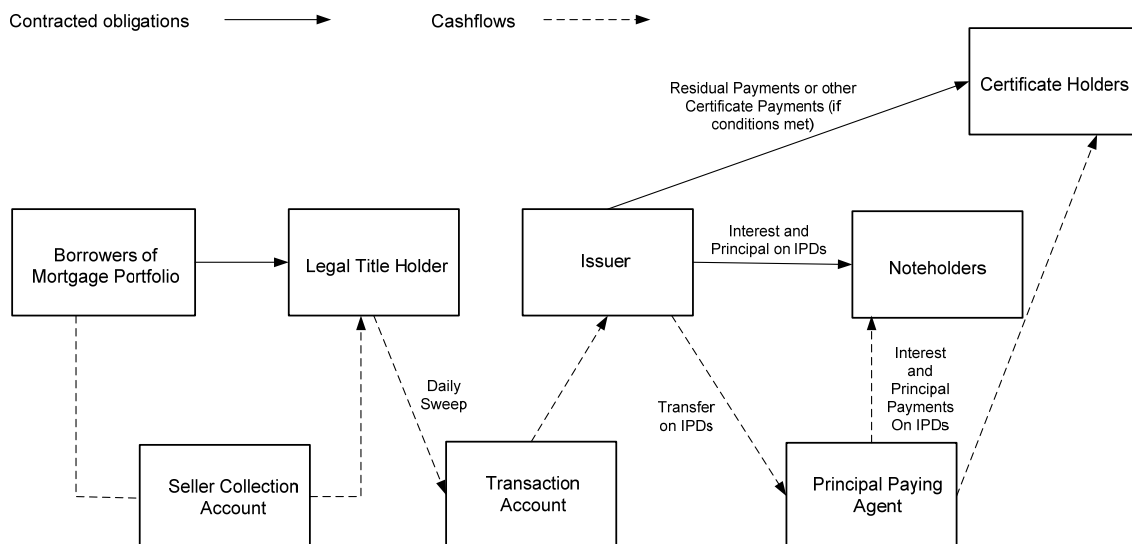 Contracted obligations
Cashflows
Residual Payments or other
Certificate Payments (if
conditions met)
Certificate Holders
Borrowers of
Mortgage Portfolio
Legal Title Holder
Issuer
Interest and
Principal on IPDs
Noteholders
Daily
Sweep
Transfer
on IPDs
Interest
and
Principal
Payments
On IPDs
Seller Collection
Account
Transaction
Account
Principal Paying
Agent